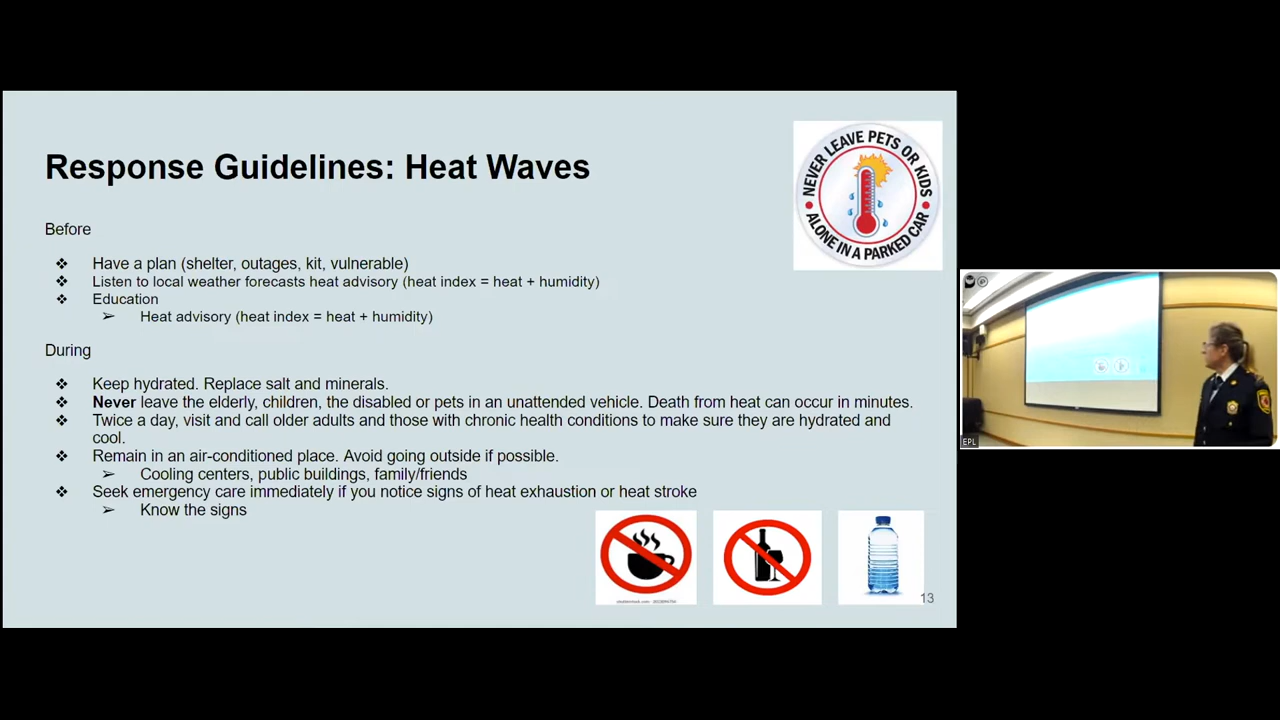 Response Guidelines: Heat Waves
NEVER LEAVE PETS OR KIDS
ALONE IN A PARKED CAR
Before
❖ Have a plan (shelter, outages, kit, vulnerable)
❖ Listen to local weather forecasts heat advisory (heat index = heat + humidity)
❖ Education
➢ Heat advisory (heat index = heat + humidity)
During
❖ Keep hydrated. Replace salt and minerals.
❖ Never leave the elderly, children, the disabled or pets in an unattended vehicle. Death from heat can occur in minutes.
❖ Twice a day, visit and call older adults and those with chronic health conditions to make sure they are hydrated and
cool.
❖ Remain in an air-conditioned place. Avoid going outside if possible.
➢ Cooling centers, public buildings, family/friends
❖ Seek emergency care immediately if you notice signs of heat exhaustion or heat stroke
➢ Know the signs
13
EPL